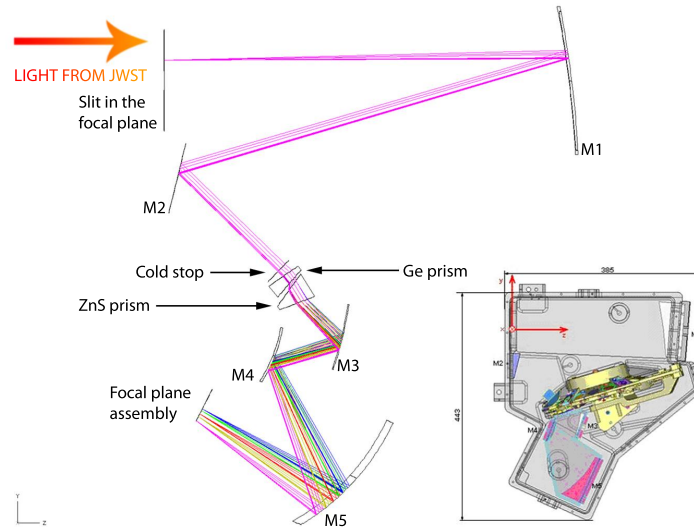 LIGHT FROM JWST
Slit in the
focal plane
M1
M2
Cold stop
Ge prism
ZnS prism
M3
M4
Focal plane
assembly
M5
Y
Z
385
y
x
z
M2
M
443
M4
M3
M5